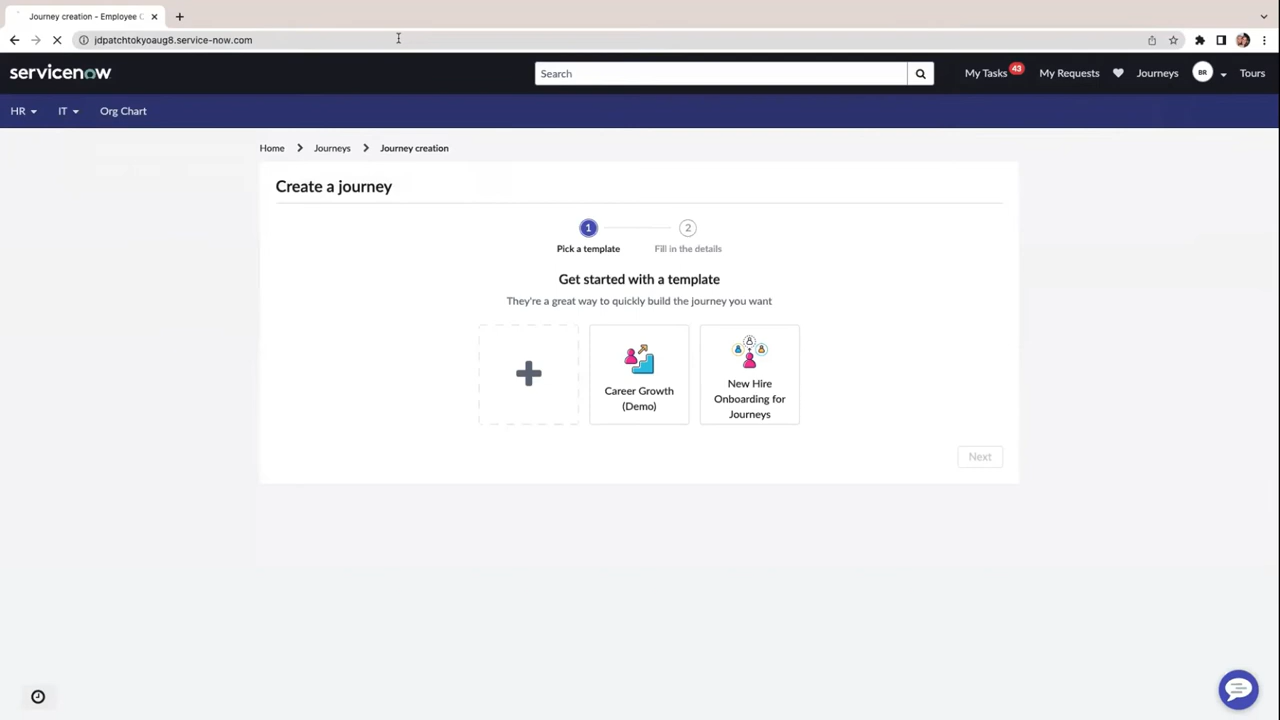 Journey creation - Employee C
jdpatchtokyoaug8.service-now.com
servicenow
Search
My Tasks 43
My Requests
Journeys
BR
Tours
HR
IT
Org Chart
Home
Journeys
Journey creation
Create a journey
1
2
Pick a template
Fill in the details
Get started with a template
They're a great way to quickly build the journey you want
Career Growth
(Demo)
New Hire
Onboarding for
Journeys
Next